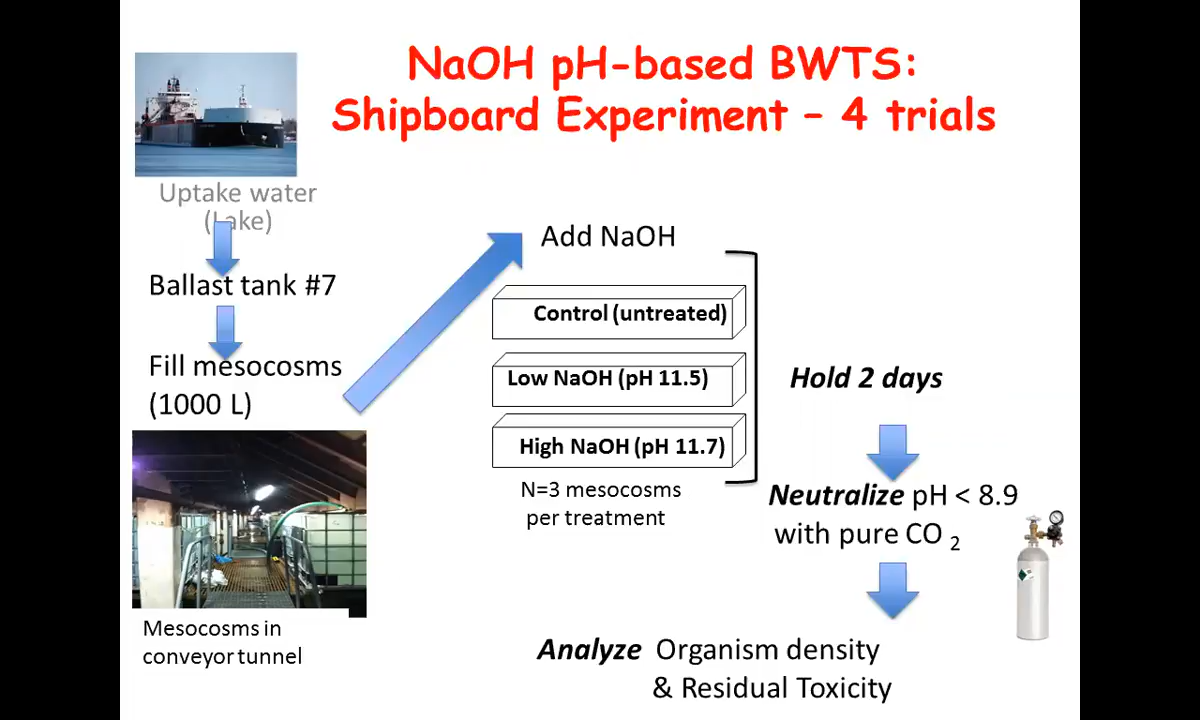 NaOH pH-based BWTS:
Shipboard Experiment – 4 trials
Uptake water
(Lake)
Ballast tank #7
Fill mesocosms
(1000 L)
Mesocosms in
conveyor tunnel
Add NaOH
Control (untreated)
Low NaOH (pH 11.5)
High NaOH (pH 11.7)
N=3 mesocosms
per treatment
Hold 2 days
Neutralize pH < 8.9
with pure CO 2
Analyze Organism density
& Residual Toxicity